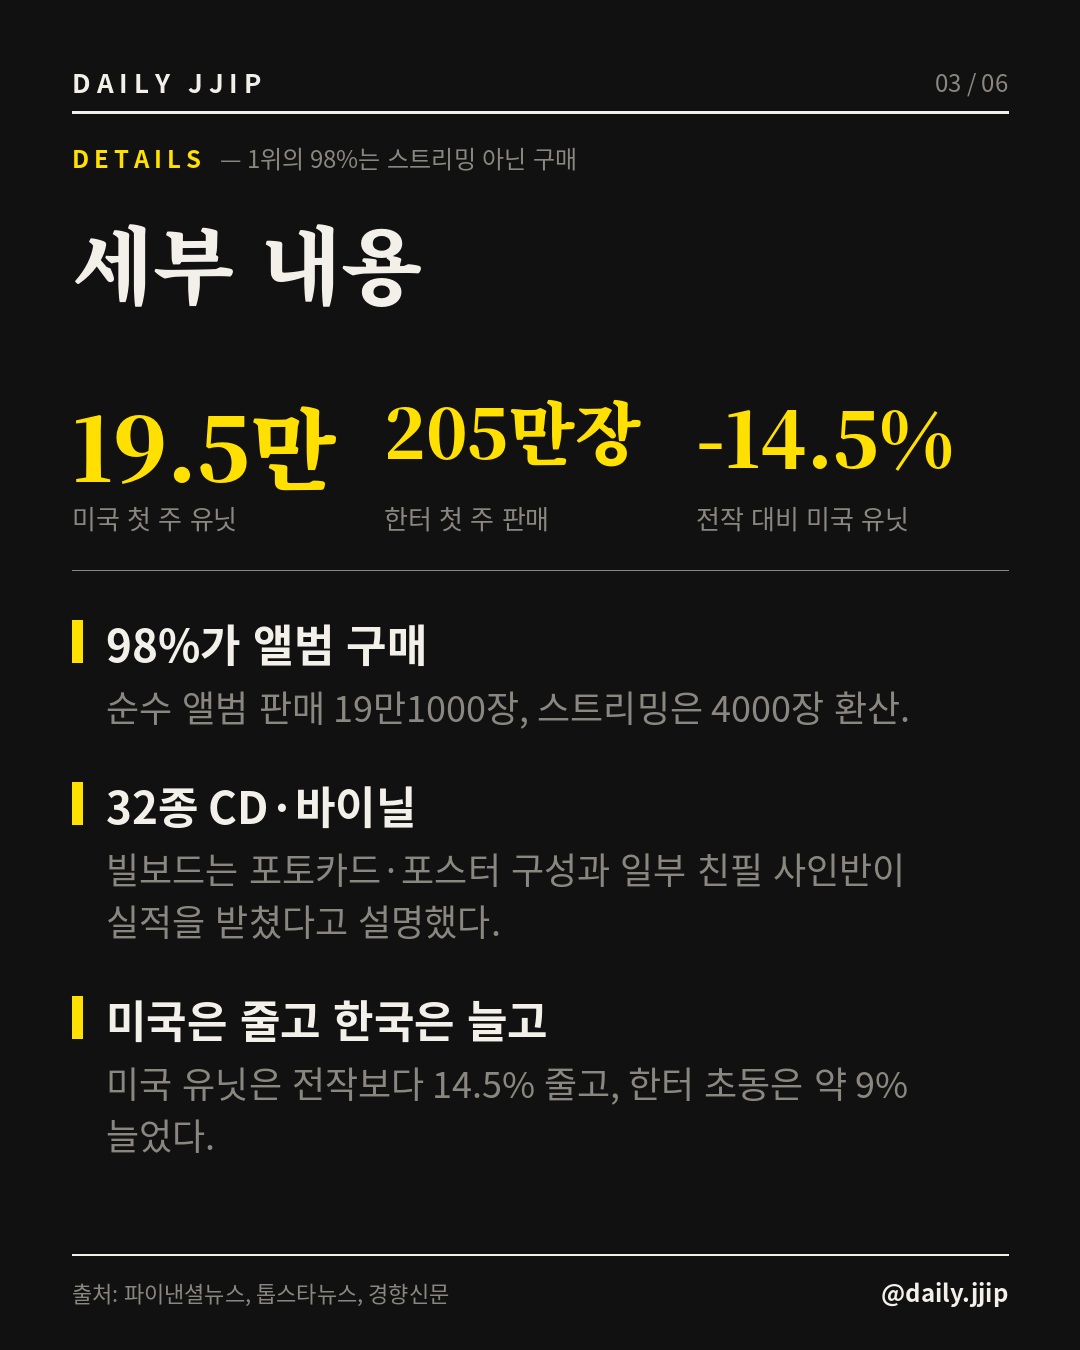 DAILY JJIP
03 / 06
DETAILS — 1위의 98%는 스트리밍 아닌 구매
세부 내용
19.5만 205만장 -14.5%
미국 첫 주 유닛 한터 첫 주 판매 전작 대비 미국 유닛
98%가 앨범 구매
순수 앨범 판매 19만1000장, 스트리밍은 4000장 환산.
32종 CD·바이닐
빌보드는 포토카드·포스터 구성과 일부 친필 사인반이
실적을 받쳤다고 설명했다.
미국은 줄고 한국은 늘고
미국 유닛은 전작보다 14.5% 줄고, 한터 초동은 약 9%
늘었다.
출처: 파이낸셜뉴스, 톱스타뉴스, 경향신문
@daily.jjip